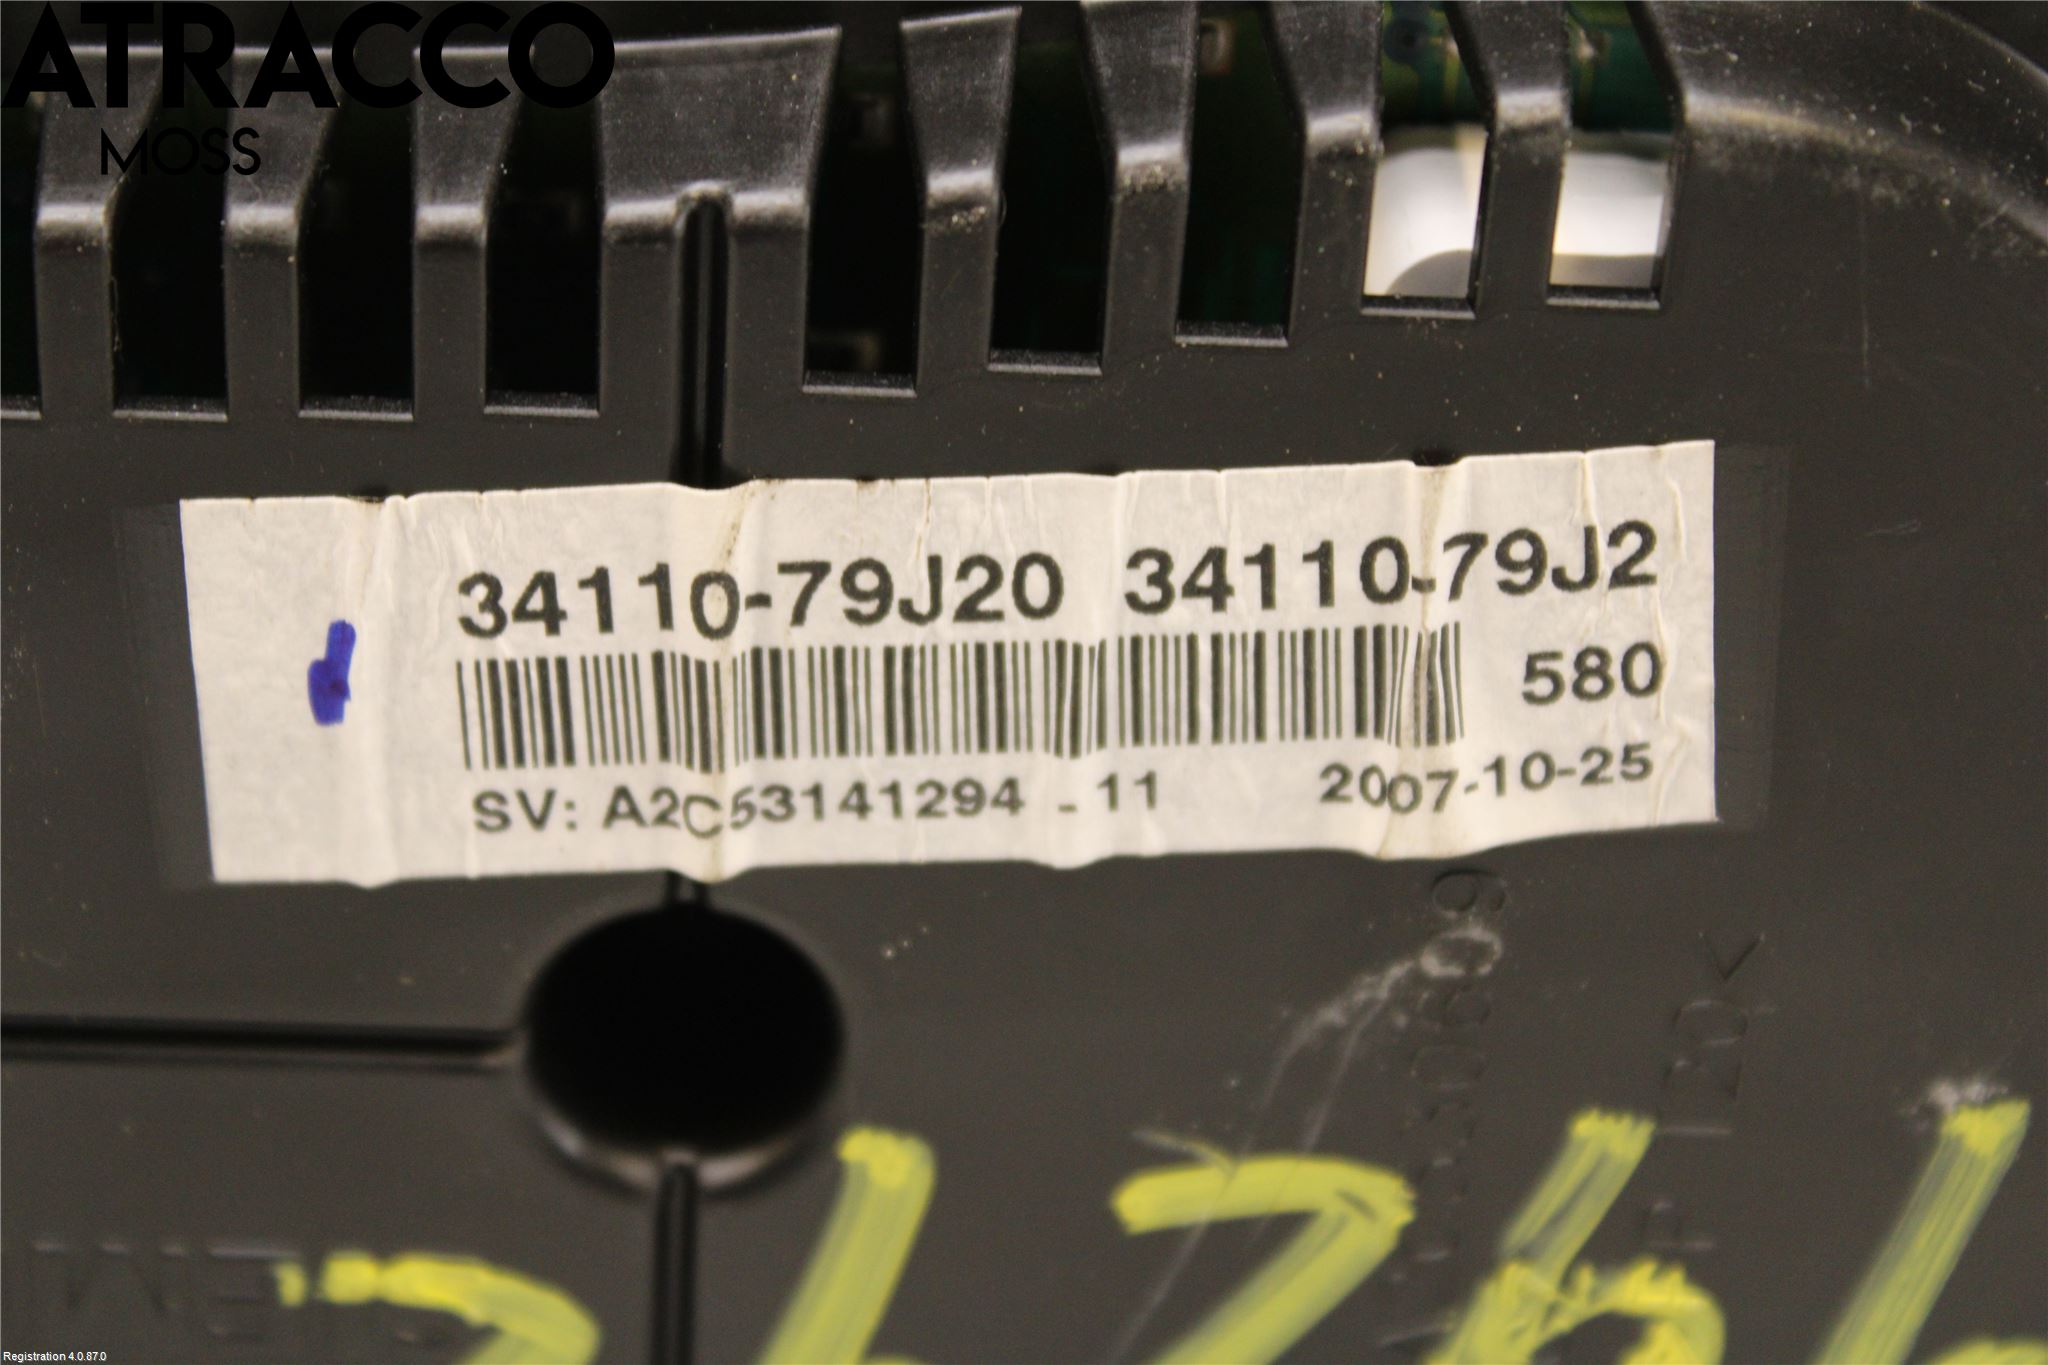 ATRACCO
MOSS
34110-79J20 34110-79J2
580
SV: A2C53141294 - 11 2007-10-25
Registration 4.0.87.0